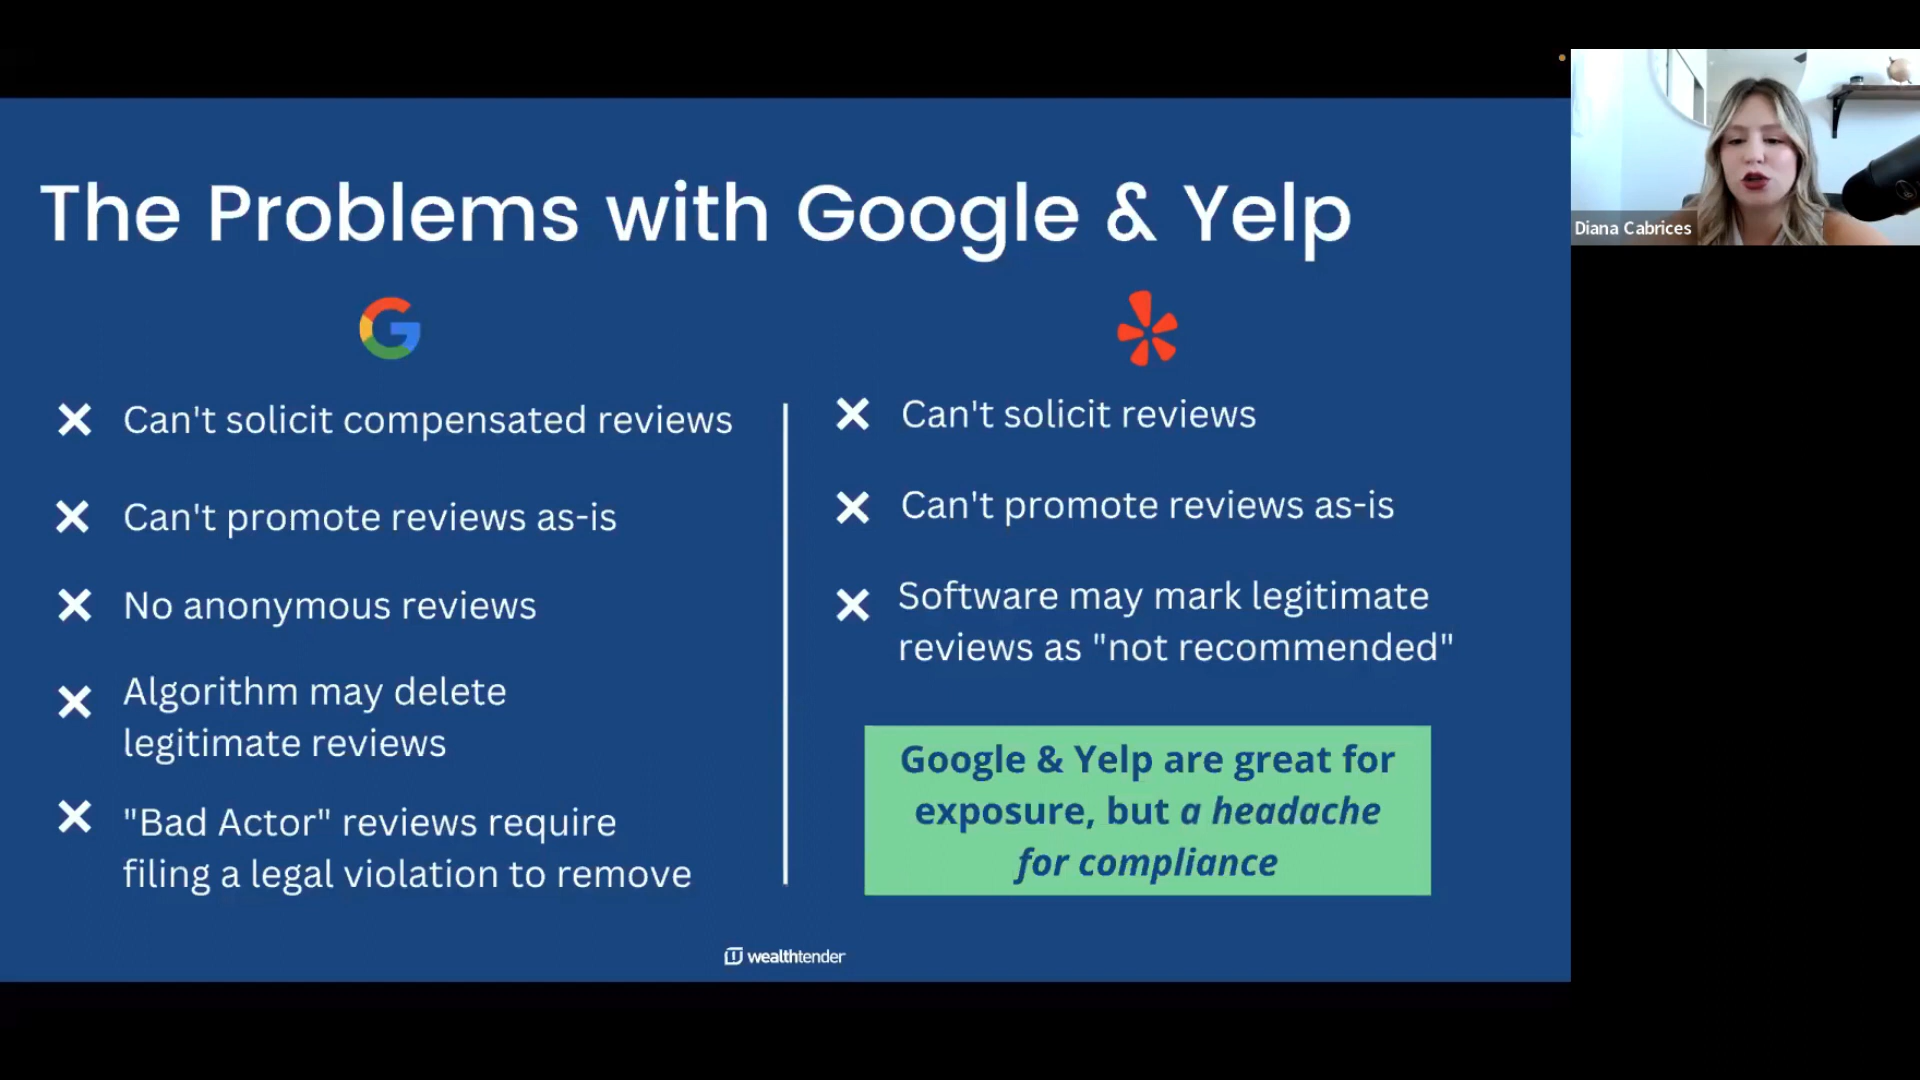 The Problems with Google & Yelp
Can't solicit compensated reviews
Can't promote reviews as-is
No anonymous reviews
Algorithm may delete
legitimate reviews
"Bad Actor" reviews require
filing a legal violation to remove
Can't solicit reviews
Can't promote reviews as-is
Software may mark legitimate
reviews as "not recommended"
Google & Yelp are great for
exposure, but a headache
for compliance
wealthtender
Diana Cabrices